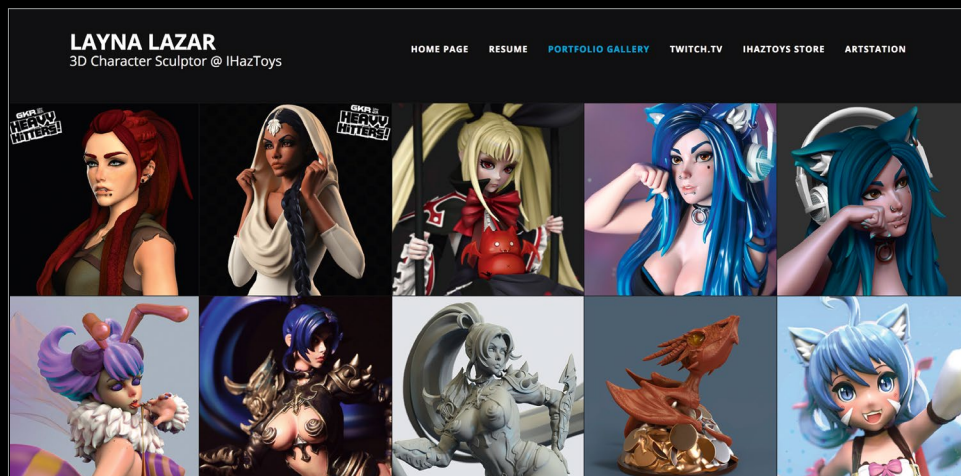 LAYNA LAZAR
3D Character Sculptor @ IHazToys
HOME PAGE RESUME PORTFOLIO GALLERY TWITCH.TV IHAZTOYS STORE ARTSTATION
GKR
HEAVY
HITTERS!
GKR
HEAVY
HITTERS!